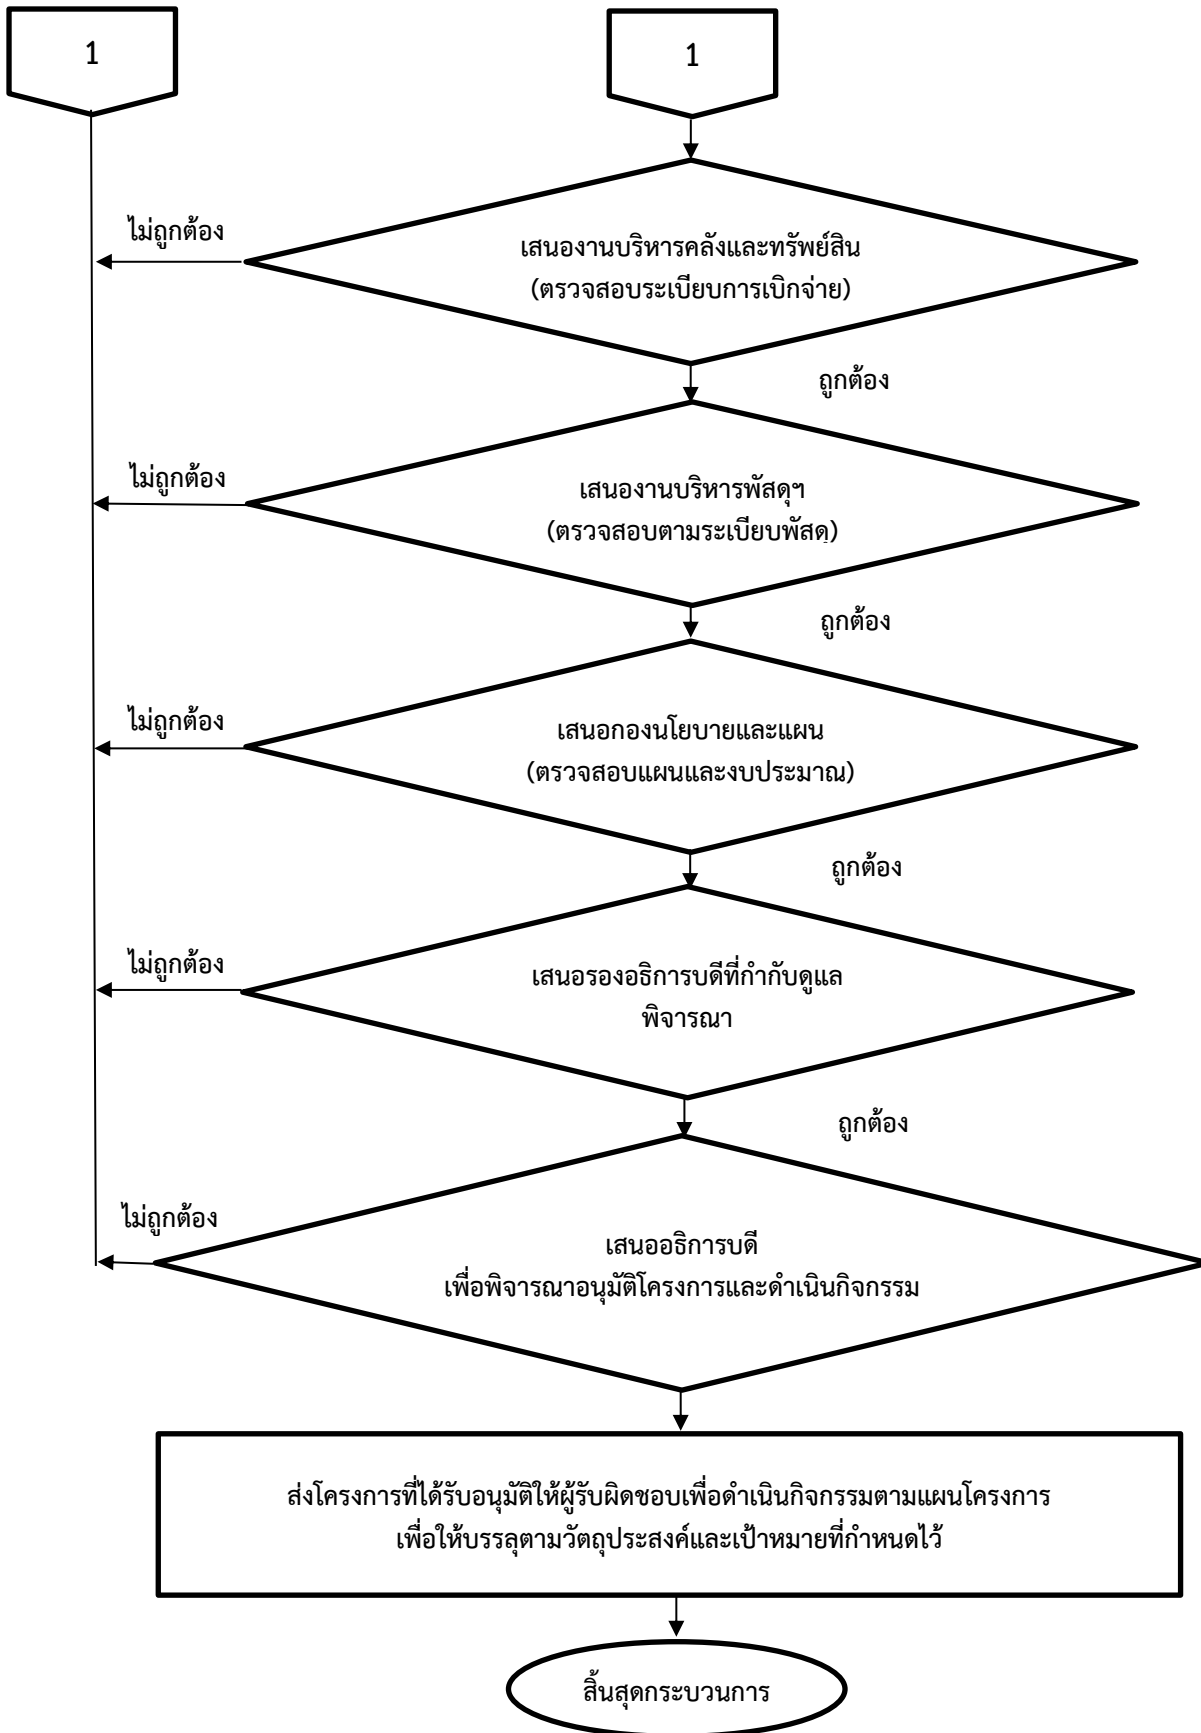 1
1
ไม่ถูกต้อง
เสนองานบริหารคลังและทรัพย์สิน
(ตรวจสอบระเบียบการเบิกจ่าย)
ถูกต้อง
ไม่ถูกต้อง
เสนองานบริหารพัสดุฯ
(ตรวจสอบตามระเบียบพัสดุ)
ถูกต้อง
ไม่ถูกต้อง
เสนอกองนโยบายและแผน
(ตรวจสอบแผนและงบประมาณ)
ถูกต้อง
ไม่ถูกต้อง
เสนอรองอธิการบดีที่กำกับดูแล
พิจารณา
ถูกต้อง
ไม่ถูกต้อง
เสนออธิการบดี
เพื่อพิจารณาอนุมัติโครงการและดำเนินกิจกรรม
ส่งโครงการที่ได้รับอนุมัติให้ผู้รับผิดชอบเพื่อดำเนินกิจกรรมตามแผนโครงการ
เพื่อให้บรรลุตามวัตถุประสงค์และเป้าหมายที่กำหนดไว้
สิ้นสุดกระบวนการ